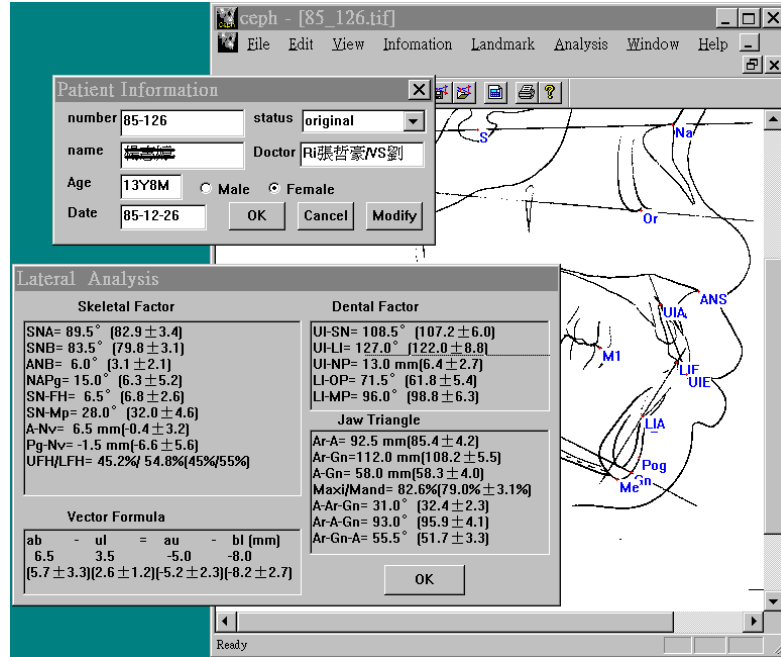 ceph - [85_126.tif]
File Edit View Infomation Landmark Analysis Window Help
Patient Information
number 85-126 status original
name Doctor Ri張哲豪/VS劉
Age 13Y8M Male Female
Date 85-12-26 OK Cancel Modify
S
Na
Or
ANS
UIA
M1
LIE
UIE
LIA
Pog
Gn
Me
Lateral Analysis
Skeletal Factor
SNA= 89.5° (82.9±3.4)
SNB= 83.5° (79.8±3.1)
ANB= 6.0° (3.1±2.1)
NAPg= 15.0° (6.3±5.2)
SN-FH= 6.5° (6.8±2.6)
SN-Mp= 28.0° (32.0±4.6)
A-Nv= 6.5 mm(-0.4±3.2)
Pg-Nv= -1.5 mm(-6.6±5.6)
UFH/LFH= 45.2%/ 54.8%(45%/55%)
Vector Formula
ab - ul = au - bl (mm)
6.5 3.5 -5.0 -8.0
(5.7±3.3)(2.6±1.2)(-5.2±2.3)(-8.2±2.7)
Dental Factor
UI-SN= 108.5° (107.2±6.0)
UI-LI= 127.0° (122.0±8.8)
UI-NP= 13.0 mm(6.4±2.7)
LI-OP= 71.5° (61.8±5.4)
LI-MP= 96.0° (98.8±6.3)
Jaw Triangle
Ar-A= 92.5 mm(85.4±4.2)
Ar-Gn=112.0 mm(108.2±5.5)
A-Gn= 58.0 mm(58.3±4.0)
Maxi/Mand= 82.6%(79.0%±3.1%)
A-Ar-Gn= 31.0° (32.4±2.3)
Ar-A-Gn= 93.0° (95.9±4.1)
Ar-Gn-A= 55.5° (51.7±3.3)
OK
Ready